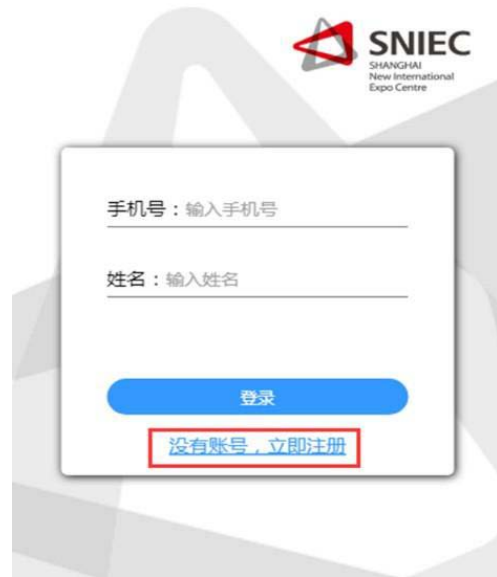 SNIEC
SHANGHAI
New International
Expo Centre
手机号：输入手机号
姓名：输入姓名
登录
没有账号，立即注册